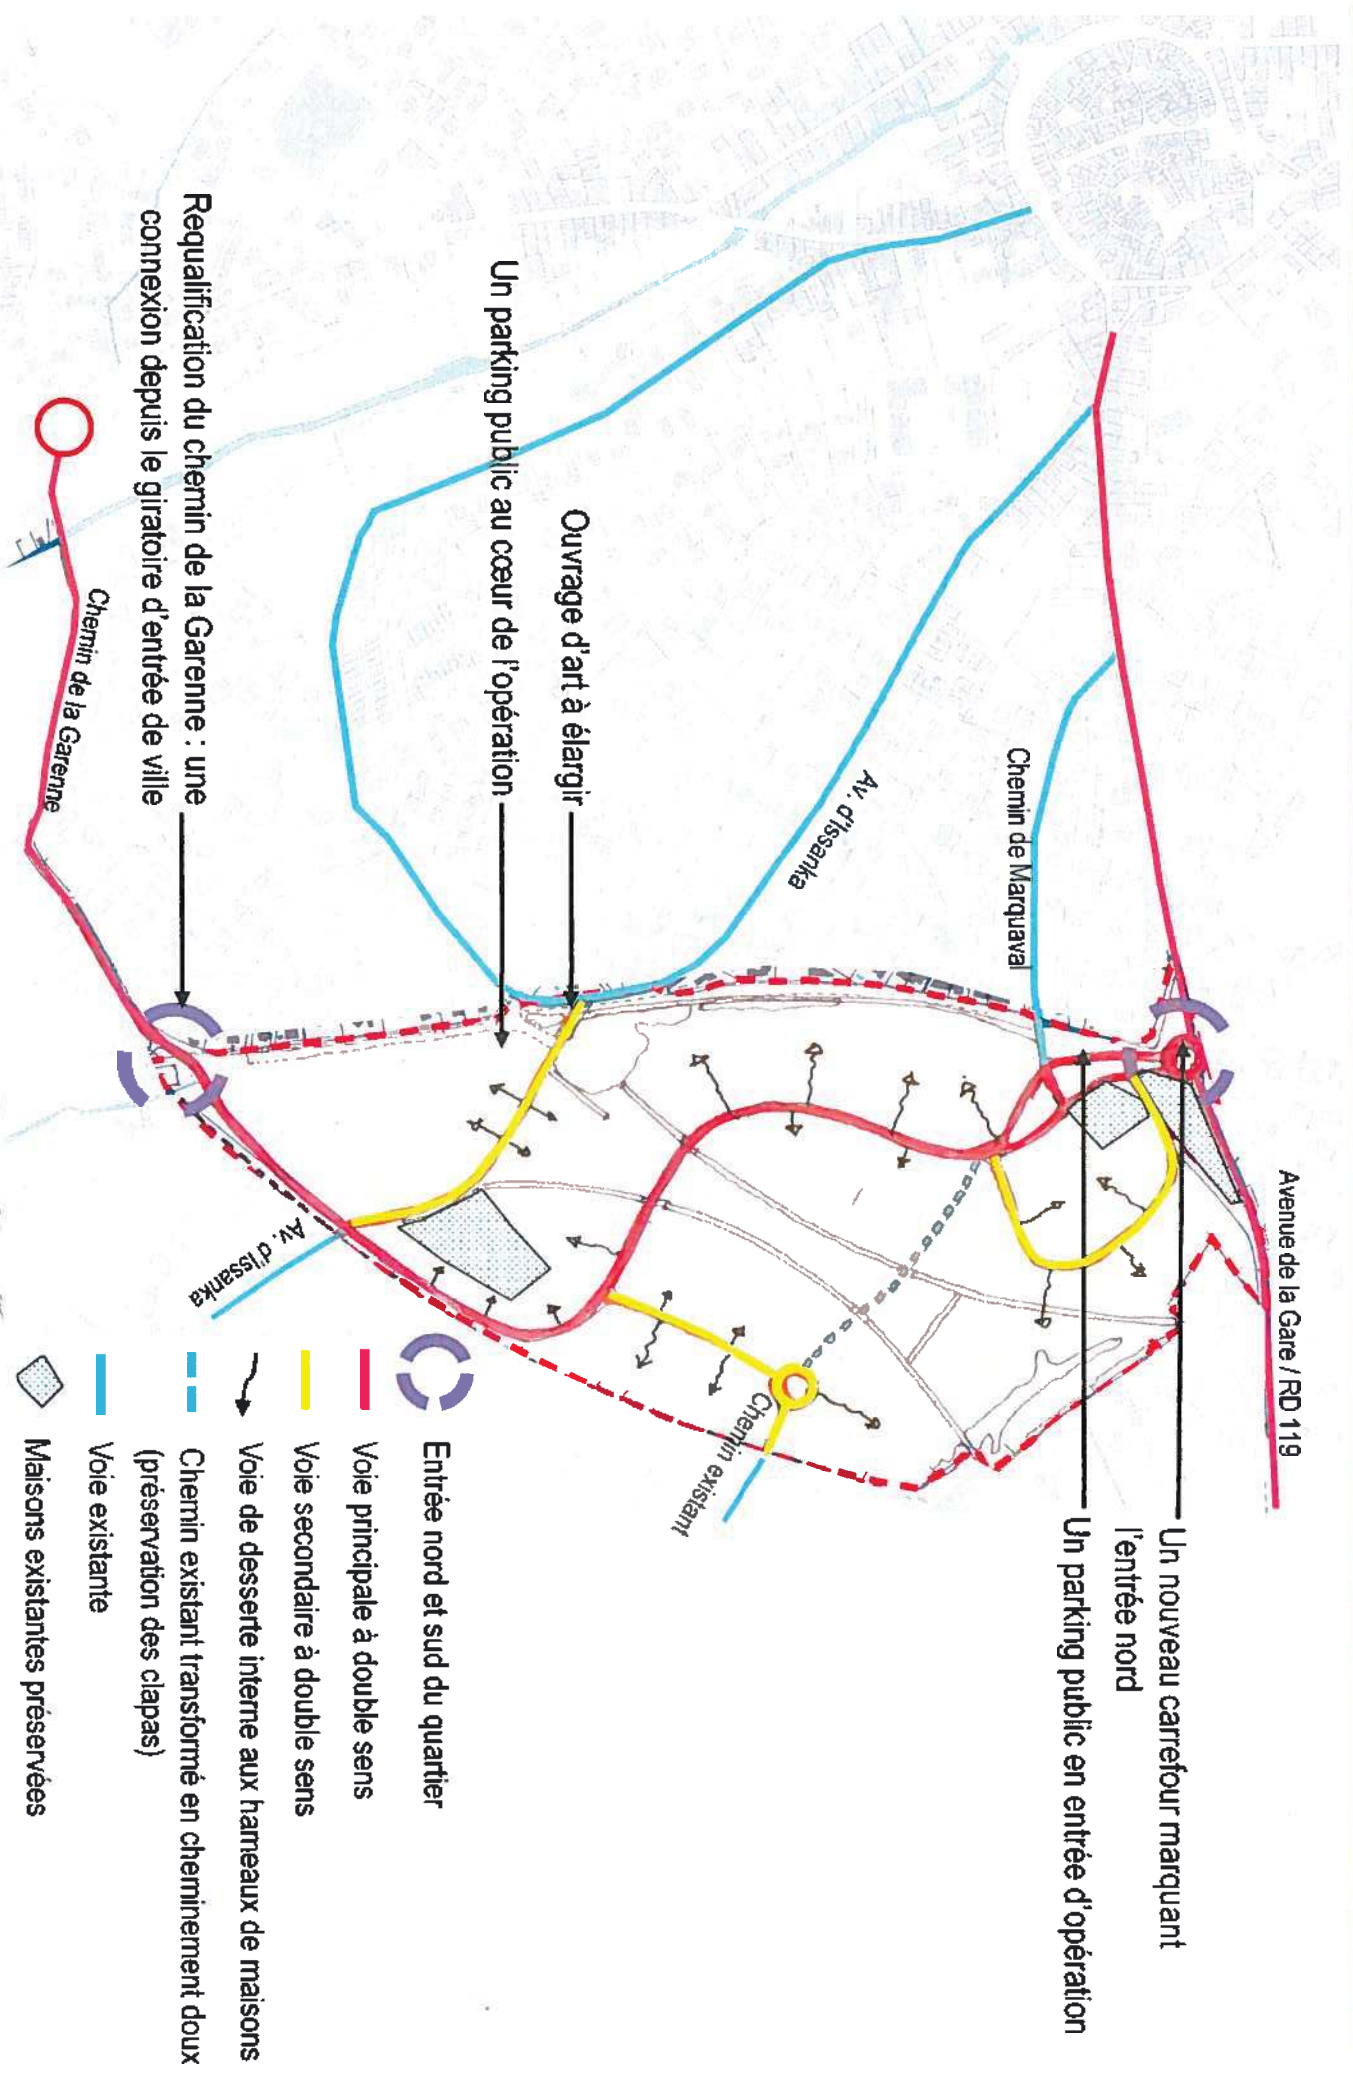 Avenue de la Gare / RD 119
Un nouveau carrefour marquant
l'entrée nord
Un parking public en entrée d'opération
Chemin de Marquaval
Av. d'Issanka
Chemin existant
Ouvrage d'art à élargir
Un parking public au cœur de l'opération
Av. d'Issanka
Requalification du chemin de la Garenne : une
connexion depuis le giratoire d'entrée de ville
Chemin de la Garenne
Entrée nord et sud du quartier
Voie principale à double sens
Voie secondaire à double sens
Voie de desserte interne aux hameaux de maisons
Chemin existant transformé en cheminement doux
(préservation des clapas)
Voie existante
Maisons existantes préservées